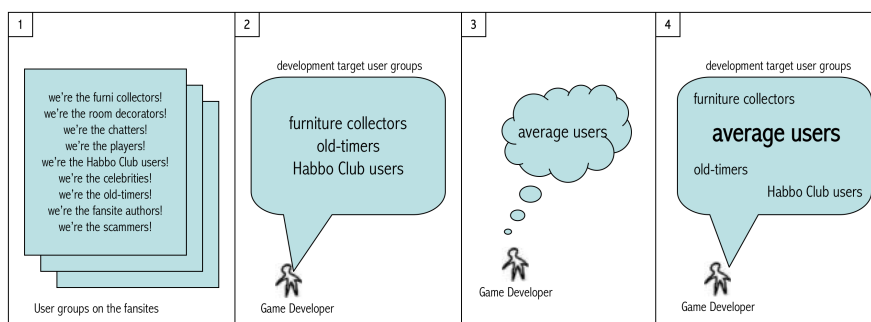 1
we're the furni collectors!
we're the room decorators!
we're the chatters!
we're the players!
we're the Habbo Club users!
we're the celebrities!
we're the old-timers!
we're the fansite authors!
we're the scammers!
User groups on the fansites
2
development target user groups
furniture collectors
old-timers
Habbo Club users
Game Developer
3
average users
Game Developer
4
development target user groups
furniture collectors
average users
old-timers
Habbo Club users
Game Developer